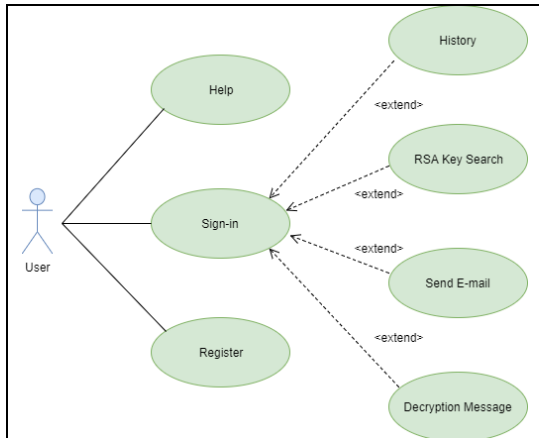 History
Help
<extend>
RSA Key Search
<extend>
Sign-in
User
<extend>
Send E-mail
<extend>
Register
Decryption Message